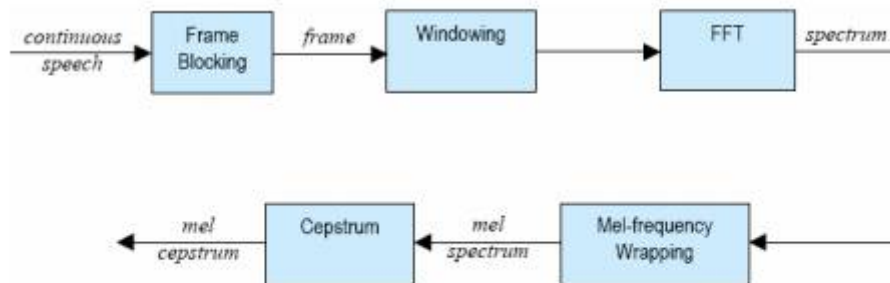 continuous
speech
Frame
Blocking
frame
Windowing
FFT
spectrum
mel
cepstrum
Cepstrum
mel
spectrum
Mel-frequency
Wrapping